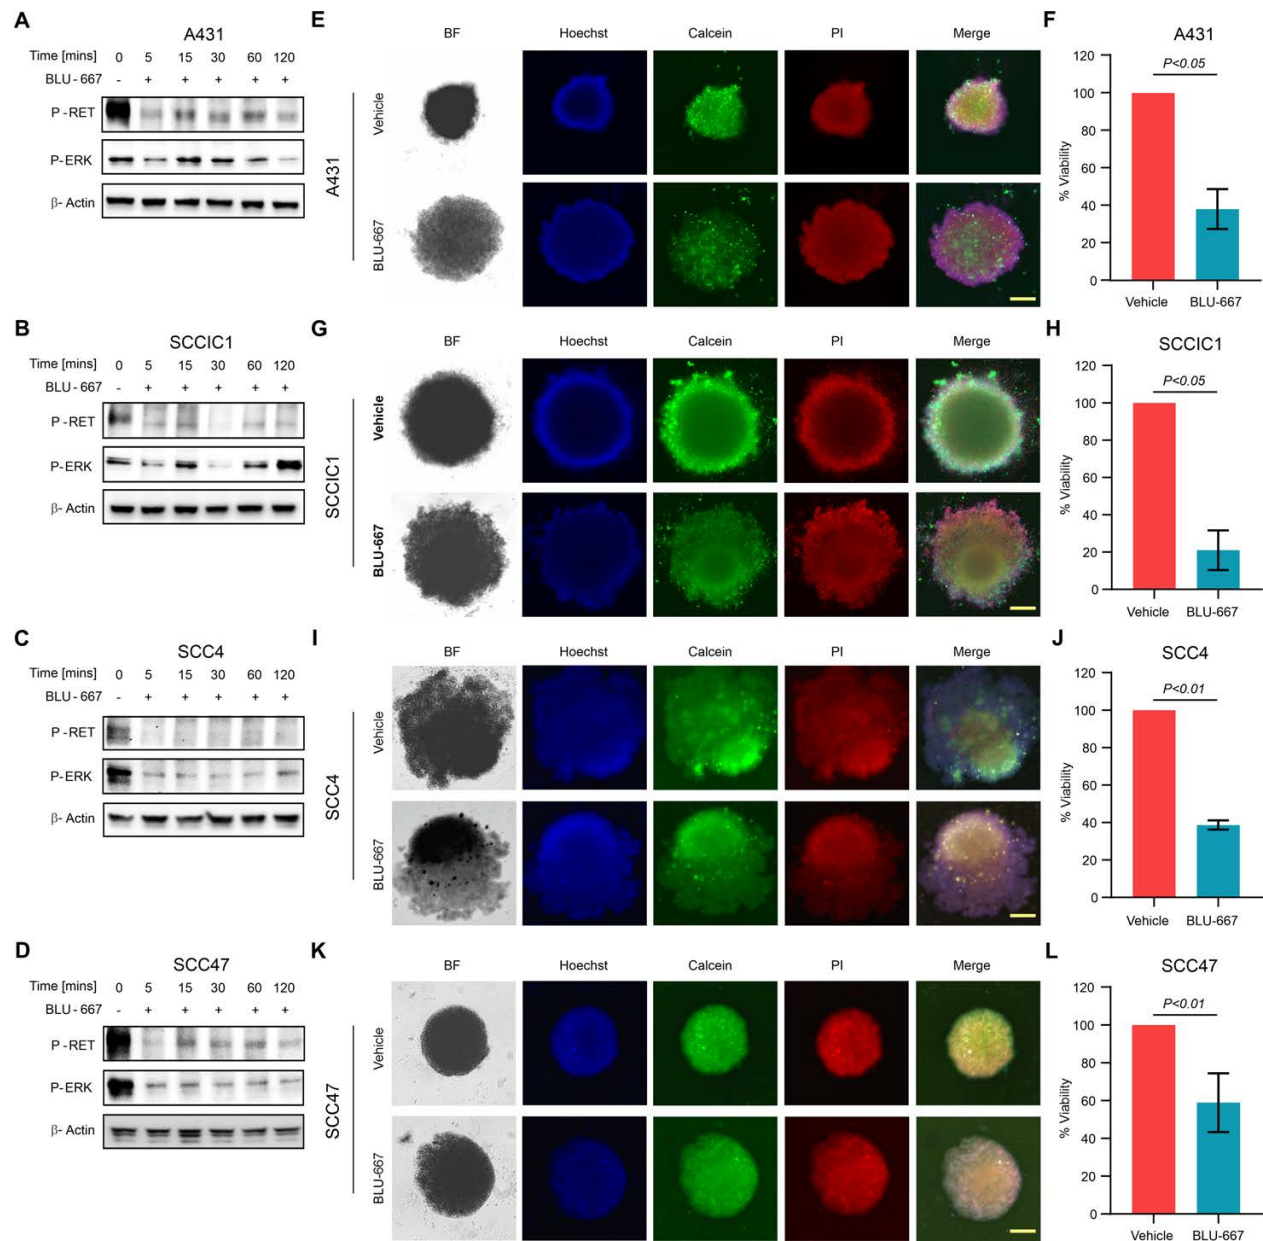 A
A431
Time [mins] 0 5 15 30 60 120
BLU - 667 - + + + + +
P -RET
P-ERK
β- Actin
E
BF Hoechst Calcein PI Merge
A431
Vehicle
BLU-667
F
A431
P<0.05
% Viability
120
100
80
60
40
20
0
Vehicle BLU-667
B
SCCIC1
Time [mins] 0 5 15 30 60 120
BLU - 667 - + + + + +
P -RET
P-ERK
β- Actin
G
BF Hoechst Calcein PI Merge
SCCIC1
Vehicle
BLU-667
H
SCCIC1
P<0.05
% Viability
120
100
80
60
40
20
0
Vehicle BLU-667
C
SCC4
Time [mins] 0 5 15 30 60 120
BLU - 667 - + + + + +
P -RET
P-ERK
β- Actin
I
BF Hoechst Calcein PI Merge
SCC4
Vehicle
BLU-667
J
SCC4
P<0.01
% Viability
120
100
80
60
40
20
0
Vehicle BLU-667
D
SCC47
Time [mins] 0 5 15 30 60 120
BLU - 667 - + + + + +
P -RET
P-ERK
β- Actin
K
BF Hoechst Calcein PI Merge
SCC47
Vehicle
BLU-667
L
SCC47
P<0.01
% Viability
120
100
80
60
40
20
0
Vehicle BLU-667